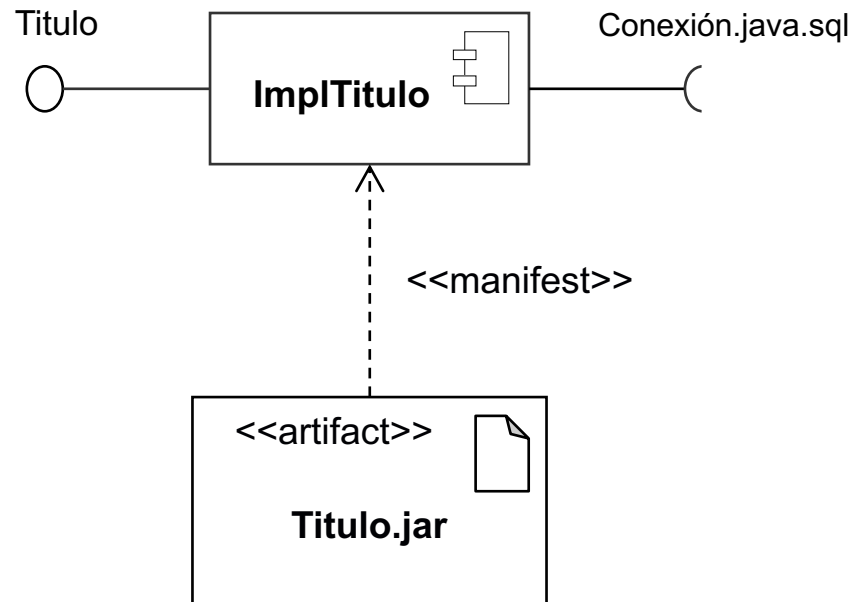 Titulo
Conexión.java.sql
ImplTitulo
<<manifest>>
<<artifact>>
Titulo.jar